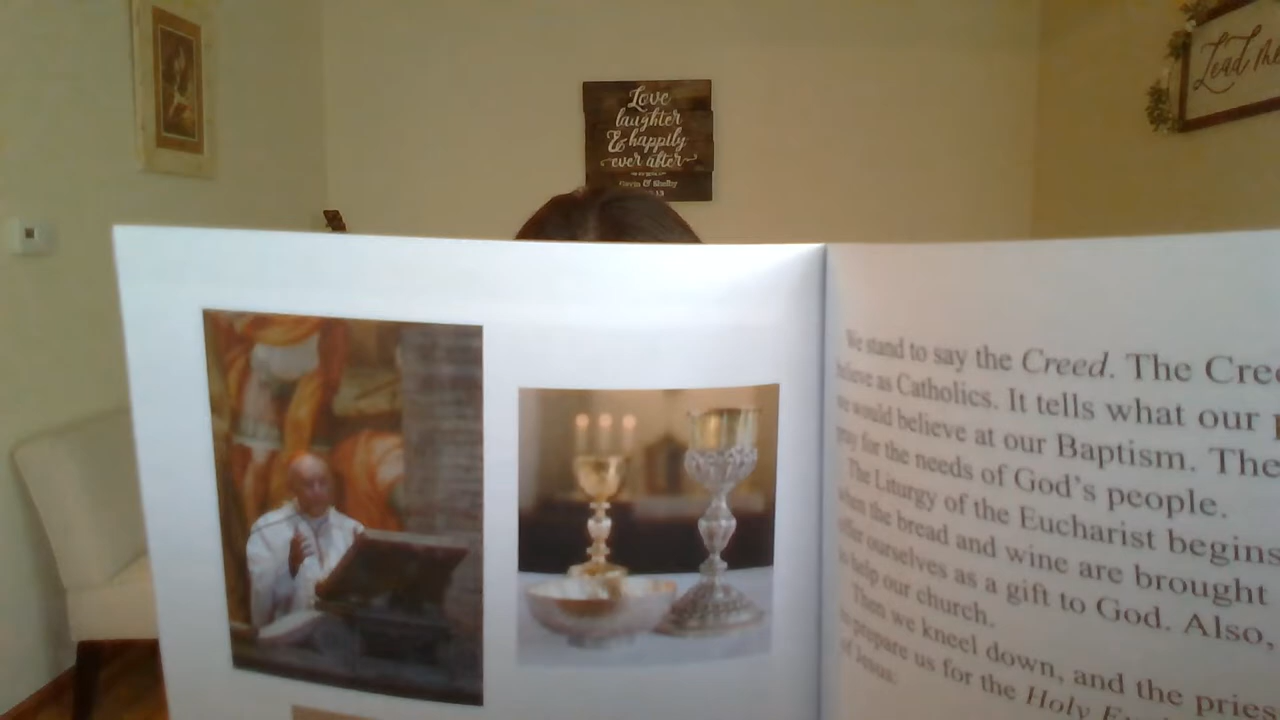 Love
laughter
& happily
ever after
Kevin & Shelby
Lead me
We stand to say the Creed. The Cree
believe as Catholics. It tells what our p
we would believe at our Baptism. The
pray for the needs of God's people.
The Liturgy of the Eucharist begins
when the bread and wine are brought
offer ourselves as a gift to God. Also,
to help our church.
Then we kneel down, and the pries
to prepare us for the Holy
of Jesus.